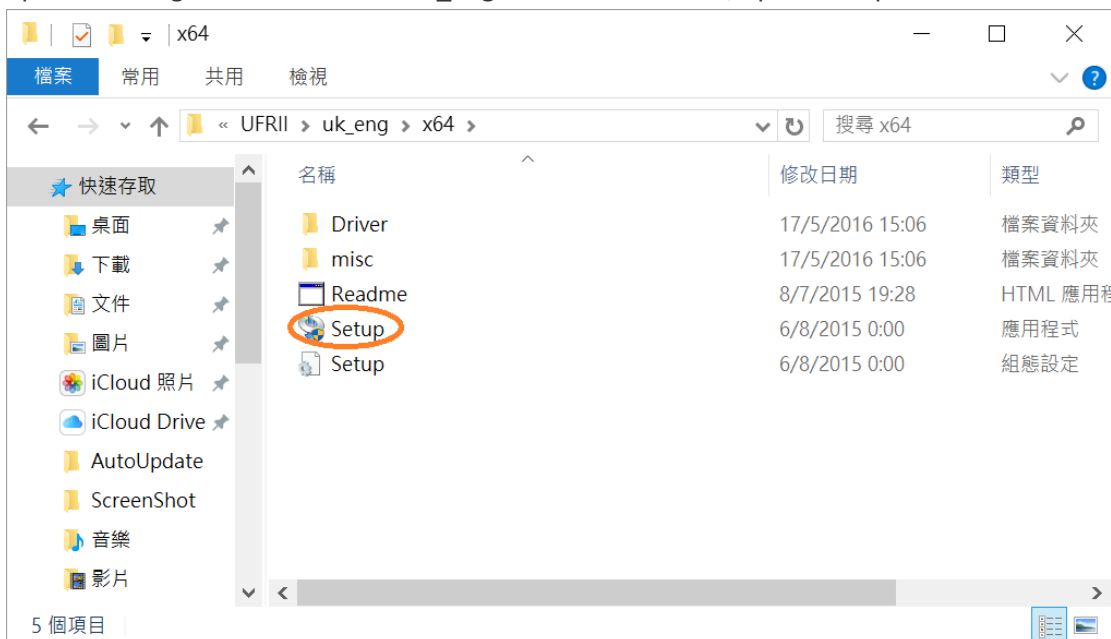 x64
檔案 常用 共用 檢視
« UFRII › uk_eng › x64 › 搜尋 x64
名稱 修改日期 類型
快速存取
桌面
下載
文件
圖片
iCloud 照片
iCloud Drive
AutoUpdate
ScreenShot
音樂
影片
Driver 17/5/2016 15:06 檔案資料夾
misc 17/5/2016 15:06 檔案資料夾
Readme 8/7/2015 19:28 HTML 應用程
Setup 6/8/2015 0:00 應用程式
Setup 6/8/2015 0:00 組態設定
5 個項目